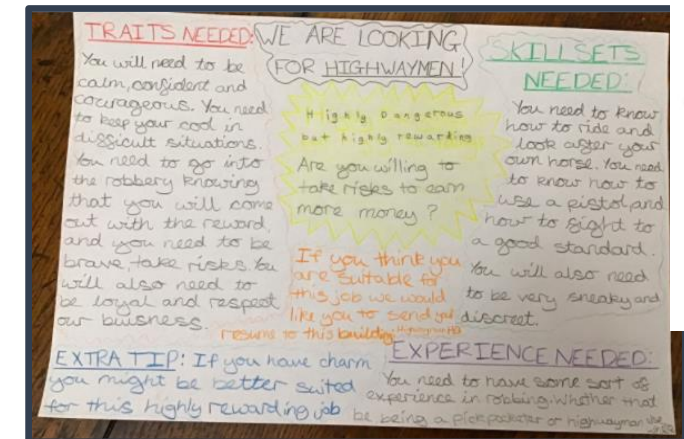 TRAITS NEEDED:
You will need to be
calm, confident and
courageous. You need
to keep your cool in
difficult situations.
You need to go into
the robbery knowing
that you will come
out with the reward,
and you need to be
brave, take risks. You
will also need to
be loyal and respect
our buisness.
WE ARE LOOKING
FOR HIGHWAYMEN!
Highly Dangerous
but highly rewarding
Are you willing to
take risks to earn
more money?
If you think you
are suitable for
this job we would
like you to send your
resume to this building
SKILLSETS
NEEDED:
You need to know
how to ride and
look after your
own horse. You need
to know how to
use a pistol, and
how to fight to
a good standard.
You will also need
to be very sneaky and
discreet.
EXTRA TIP: If you have charm
you might be better suited
for this highly rewarding job
EXPERIENCE NEEDED:
You need to have some sort of
experience in robbing. Whether that
be being a pickpocketer or highwayman